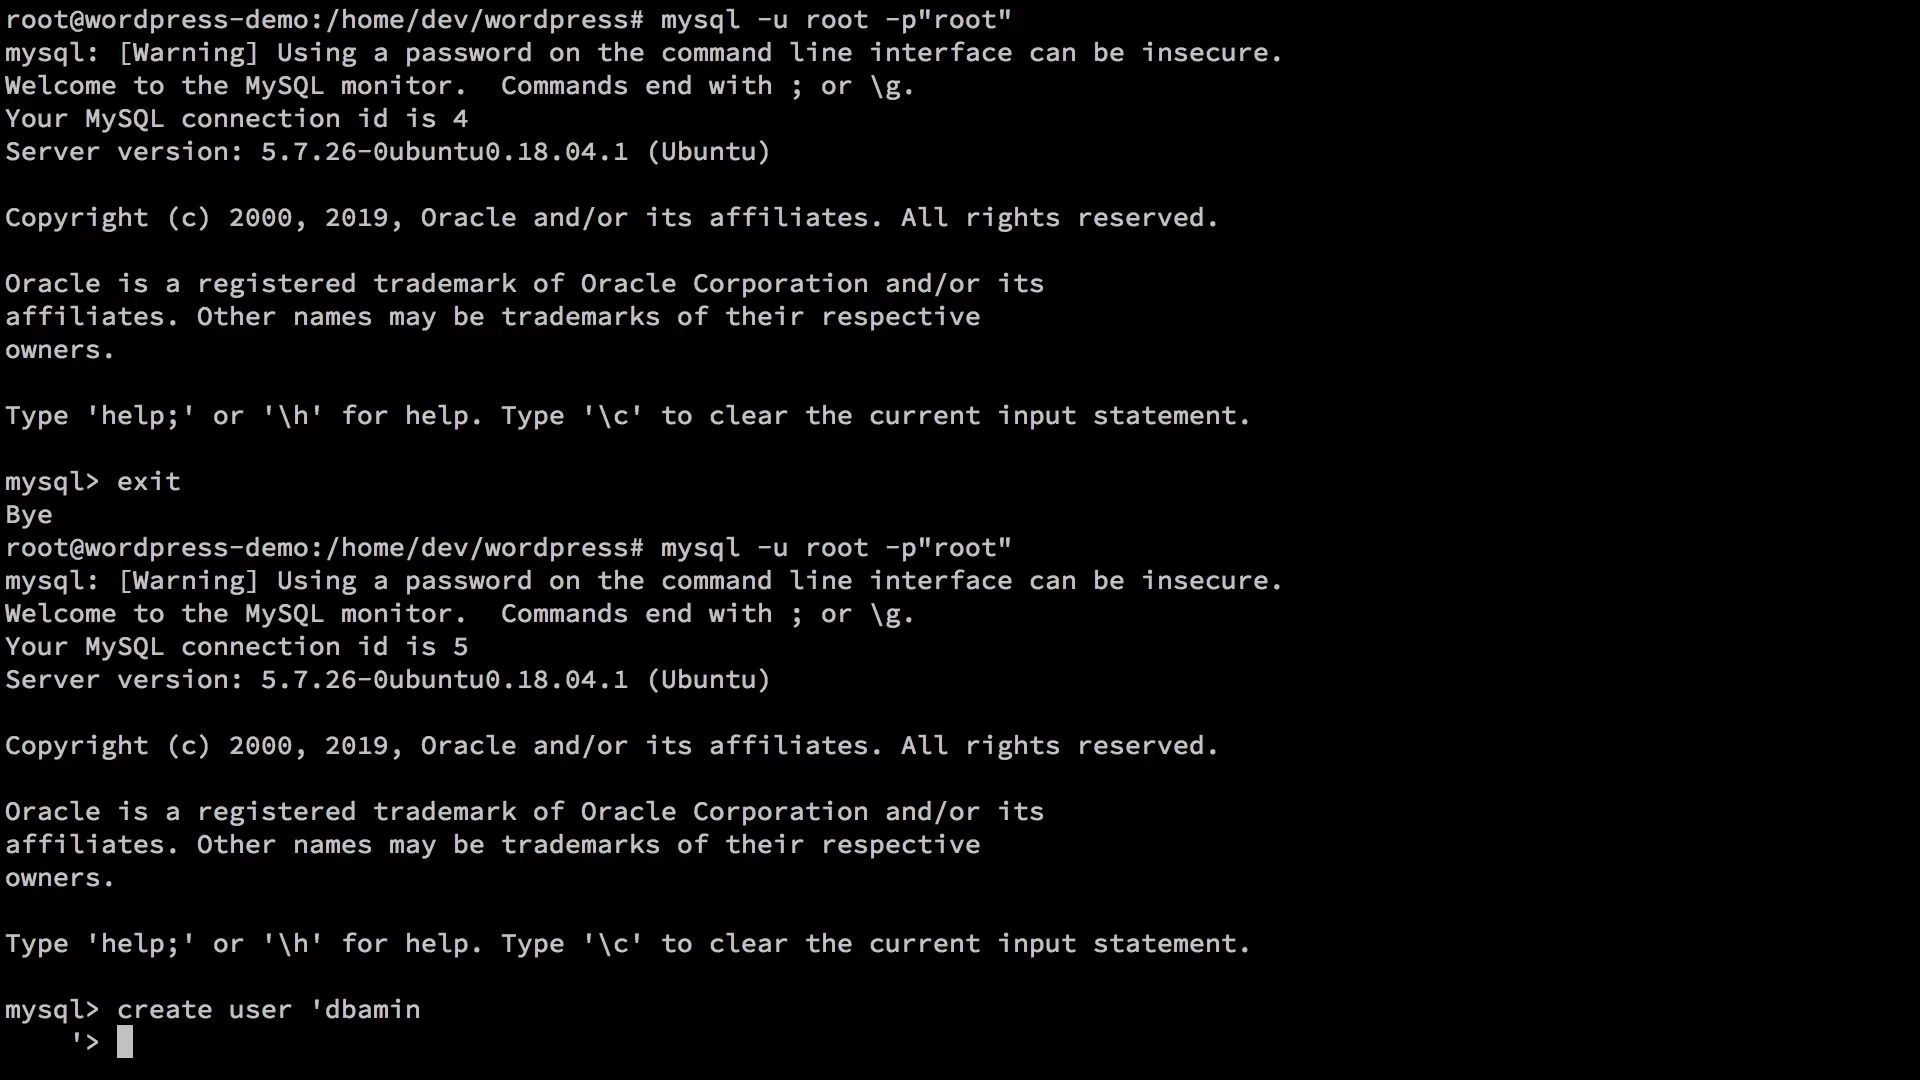 root@wordpress-demo:/home/dev/wordpress# mysql -u root -p"root"
mysql: [Warning] Using a password on the command line interface can be insecure.
Welcome to the MySQL monitor.  Commands end with ; or \g.
Your MySQL connection id is 4
Server version: 5.7.26-0ubuntu0.18.04.1 (Ubuntu)

Copyright (c) 2000, 2019, Oracle and/or its affiliates. All rights reserved.

Oracle is a registered trademark of Oracle Corporation and/or its
affiliates. Other names may be trademarks of their respective
owners.

Type 'help;' or '\h' for help. Type '\c' to clear the current input statement.

mysql> exit
Bye
root@wordpress-demo:/home/dev/wordpress# mysql -u root -p"root"
mysql: [Warning] Using a password on the command line interface can be insecure.
Welcome to the MySQL monitor.  Commands end with ; or \g.
Your MySQL connection id is 5
Server version: 5.7.26-0ubuntu0.18.04.1 (Ubuntu)

Copyright (c) 2000, 2019, Oracle and/or its affiliates. All rights reserved.

Oracle is a registered trademark of Oracle Corporation and/or its
affiliates. Other names may be trademarks of their respective
owners.

Type 'help;' or '\h' for help. Type '\c' to clear the current input statement.

mysql> create user 'dbamin
    '>